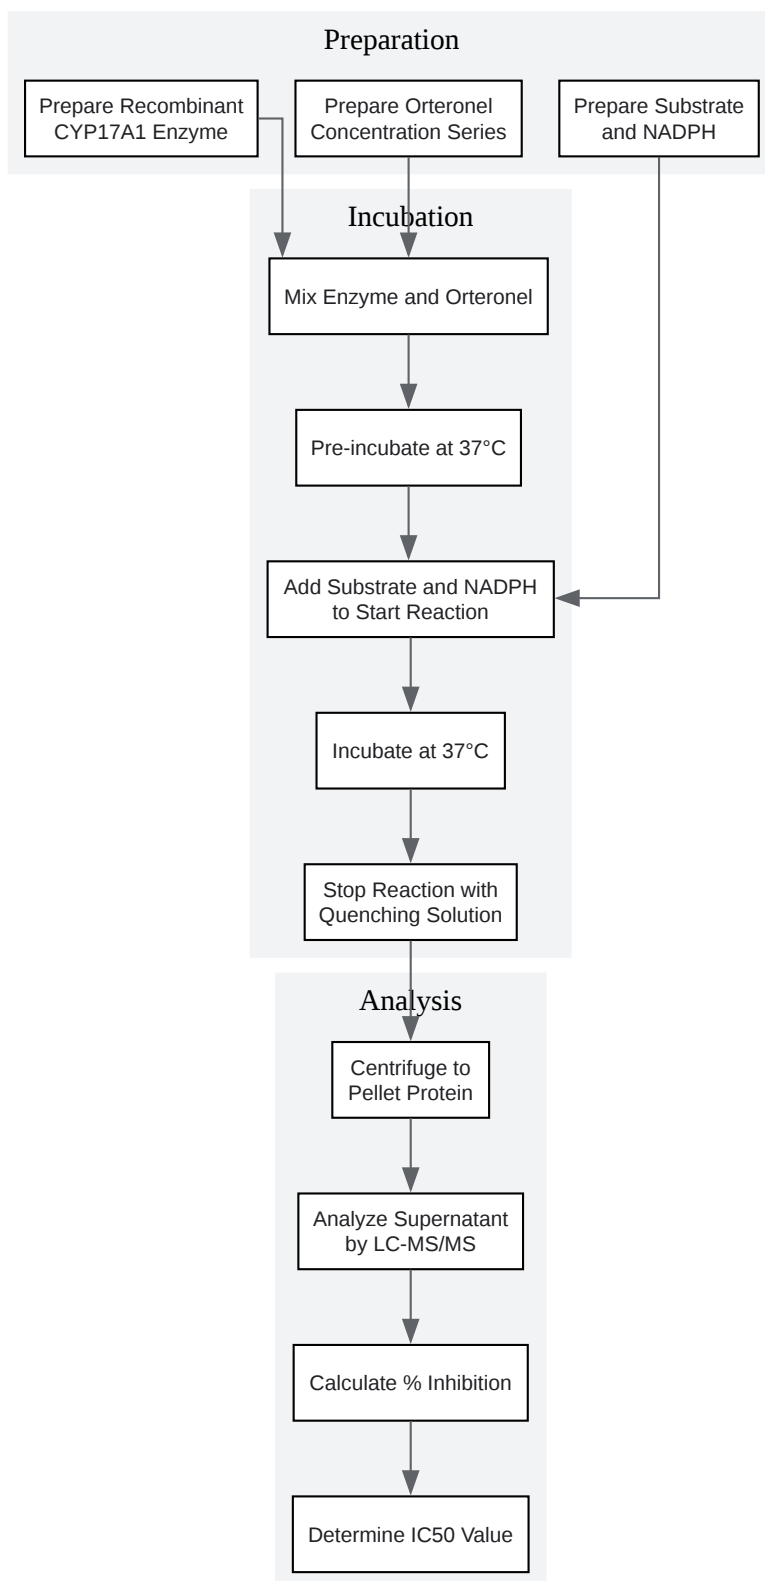 Preparation
Prepare Recombinant
CYP17A1 Enzyme
Prepare Orteronel
Concentration Series
Prepare Substrate
and NADPH
Incubation
Mix Enzyme and Orteronel
Pre-incubate at 37°C
Add Substrate and NADPH
to Start Reaction
Incubate at 37°C
Stop Reaction with
Quenching Solution
Analysis
Centrifuge to
Pellet Protein
Analyze Supernatant
by LC-MS/MS
Calculate % Inhibition
Determine IC50 Value